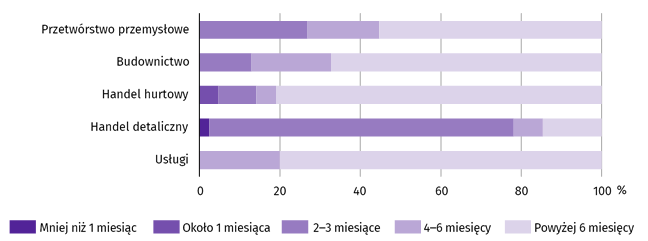 Przetwórstwo przemysłowe
Budownictwo
Handel hurtowy
Handel detaliczny
Usługi
0 20 40 60 80 100 %
Mniej niż 1 miesiąc Około 1 miesiąca 2–3 miesiące 4–6 miesięcy Powyżej 6 miesięcy